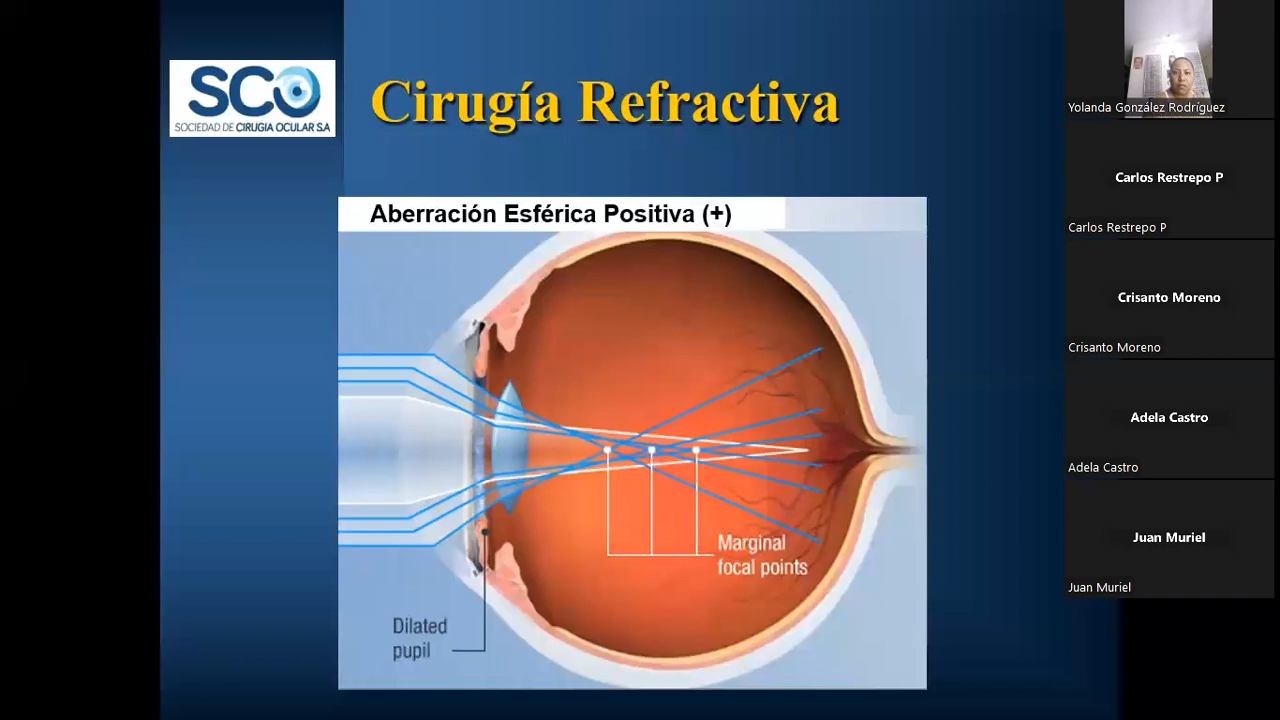 SCO
SOCIEDAD DE CIRUGIA OCULAR S.A
Cirugía Refractiva
Aberración Esférica Positiva (+)
Marginal
focal points
Dilated
pupil
Yolanda González Rodríguez
Carlos Restrepo P
Carlos Restrepo P
Crisanto Moreno
Crisanto Moreno
Adela Castro
Adela Castro
Juan Muriel
Juan Muriel